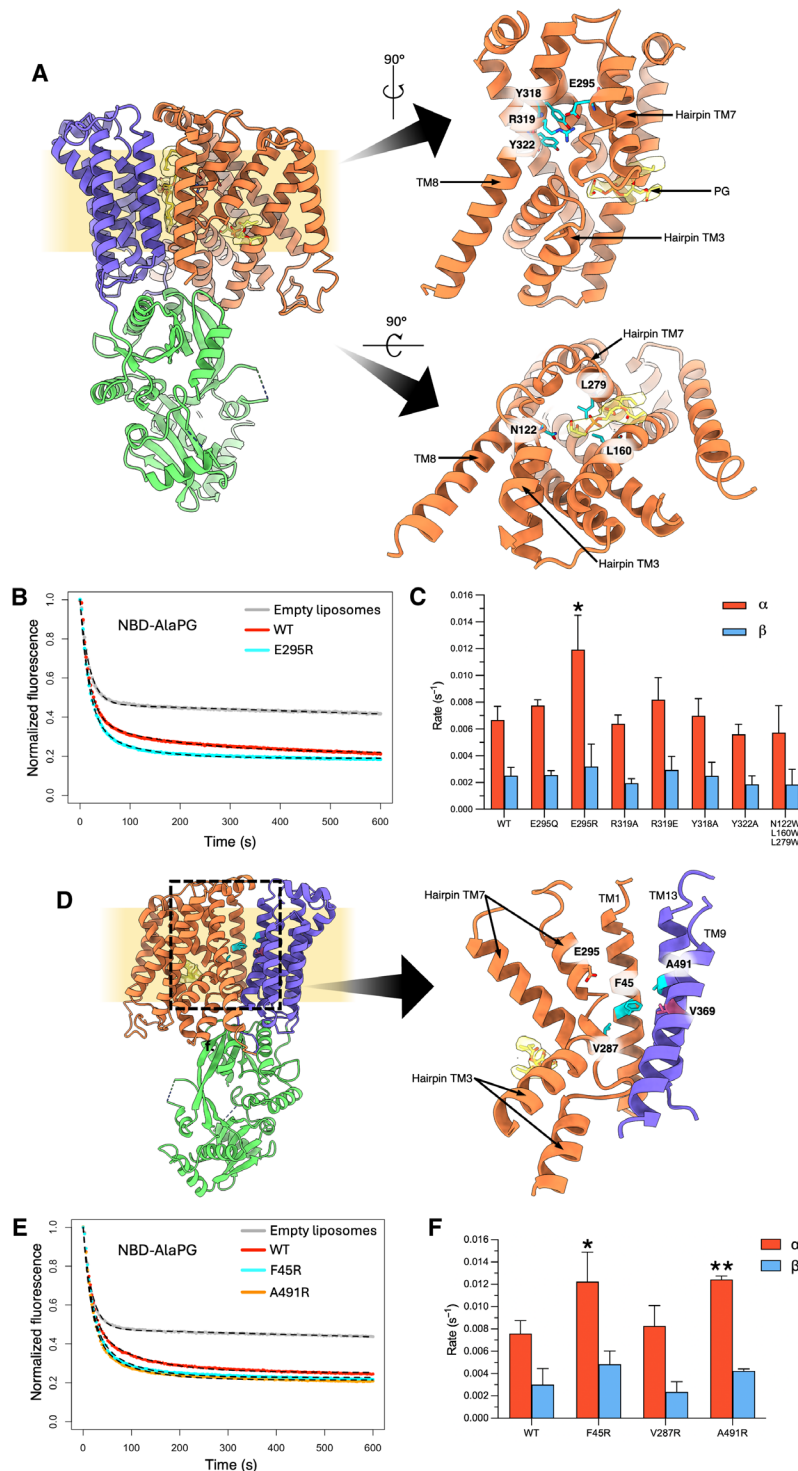 A
90°
Y318
E295
R319
Y322
Hairpin TM7
TM8
PG
Hairpin TM3
90°
Hairpin TM7
L279
N122
TM8
L160
Hairpin TM3
B
NBD-AlaPG
Empty liposomes
WT
E295R
Normalized fluorescence
1.0
0.8
0.6
0.4
0.2
0.0
0 100 200 300 400 500 600
Time (s)
C
*
α
β
Rate (s⁻¹)
0.016
0.014
0.012
0.010
0.008
0.006
0.004
0.002
0.000
WT E295Q E295R R319A R319E Y318A Y322A N122W
L160W
L279W
D
Hairpin TM7
TM1
TM13
TM9
E295
A491
F45
V369
V287
Hairpin TM3
E
NBD-AlaPG
Empty liposomes
WT
F45R
A491R
Normalized fluorescence
1.0
0.8
0.6
0.4
0.2
0.0
0 100 200 300 400 500 600
Time (s)
F
*
**
α
β
Rate (s⁻¹)
0.016
0.014
0.012
0.010
0.008
0.006
0.004
0.002
0.000
WT F45R V287R A491R